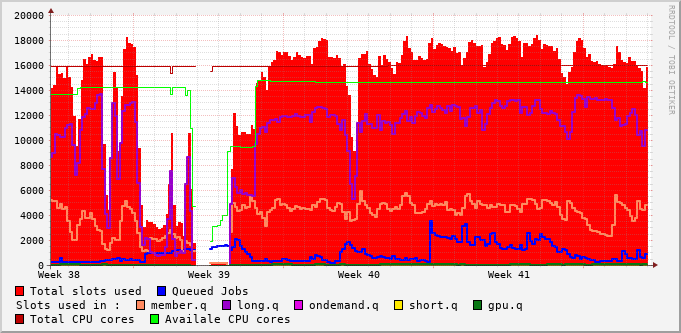 20000
18000
16000
14000
12000
10000
8000
6000
4000
2000
0
Week 38 Week 39 Week 40 Week 41
RRDTOOL / TOBI OETIKER
Total slots used Queued Jobs
Slots used in : member.q long.q ondemand.q short.q gpu.q
Total CPU cores Availale CPU cores